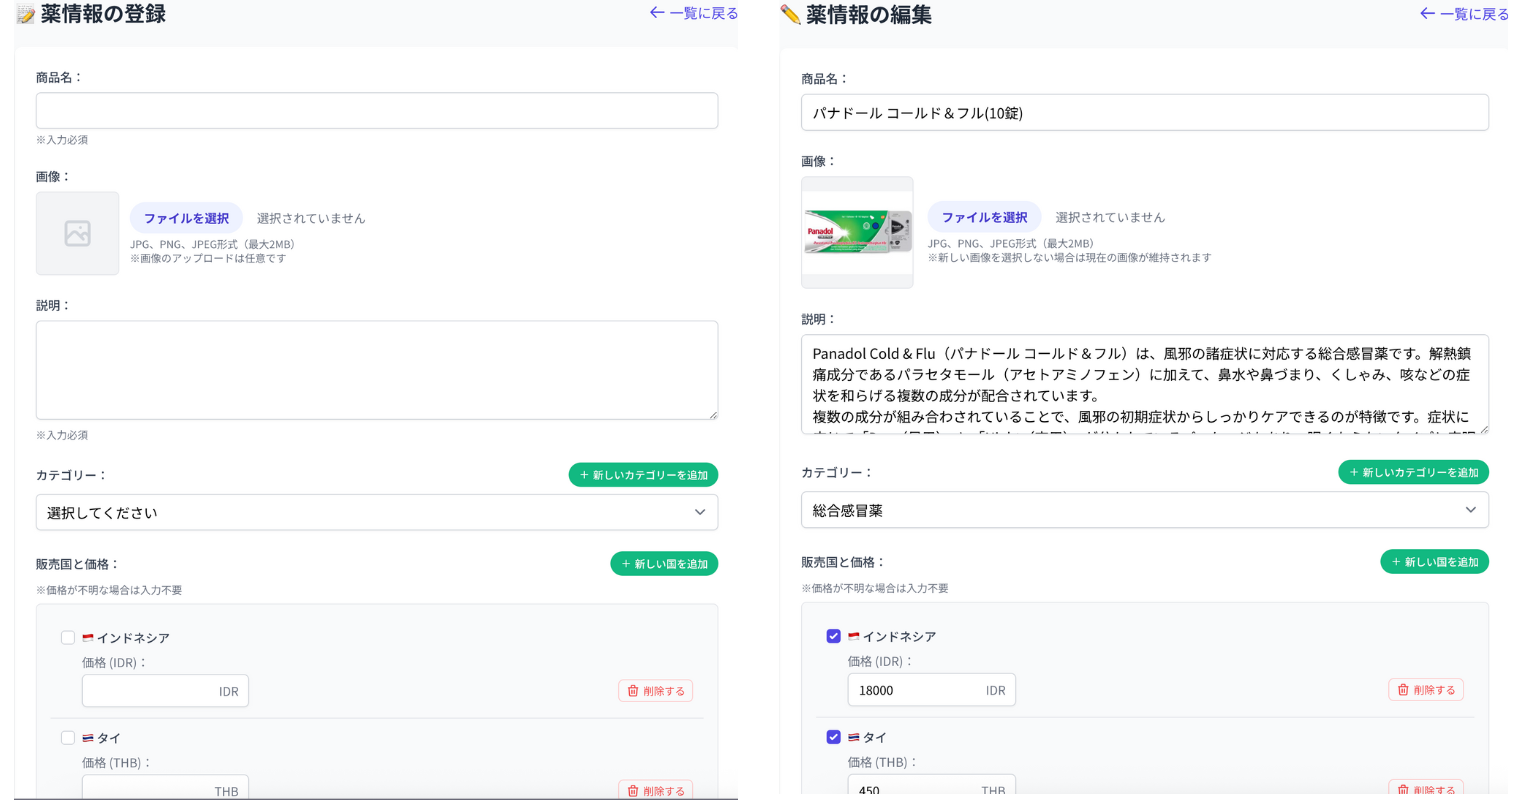 薬情報の登録
← 一覧に戻る
商品名：
※入力必須
画像：
ファイルを選択
選択されていません
JPG、PNG、JPEG形式（最大2MB）
※画像のアップロードは任意です
説明：
※入力必須
カテゴリー：
+ 新しいカテゴリーを追加
選択してください
販売国と価格：
+ 新しい国を追加
※価格が不明な場合は入力不要
インドネシア
価格 (IDR)：
IDR
削除する
タイ
価格 (THB)：
THB
削除する
薬情報の編集
← 一覧に戻る
商品名：
パナドール コールド＆フル(10錠)
画像：
Panadol
ファイルを選択
選択されていません
JPG、PNG、JPEG形式（最大2MB）
※新しい画像を選択しない場合は現在の画像が維持されます
説明：
Panadol Cold & Flu（パナドール コールド＆フル）は、風邪の諸症状に対応する総合感冒薬です。解熱鎮
痛成分であるパラセタモール（アセトアミノフェン）に加えて、鼻水や鼻づまり、くしゃみ、咳などの症
状を和らげる複数の成分が配合されています。
複数の成分が組み合わされていることで、風邪の初期症状からしっかりケアできるのが特徴です。症状に
カテゴリー：
+ 新しいカテゴリーを追加
総合感冒薬
販売国と価格：
+ 新しい国を追加
※価格が不明な場合は入力不要
インドネシア
価格 (IDR)：
18000
IDR
削除する
タイ
価格 (THB)：
450
THB
削除する